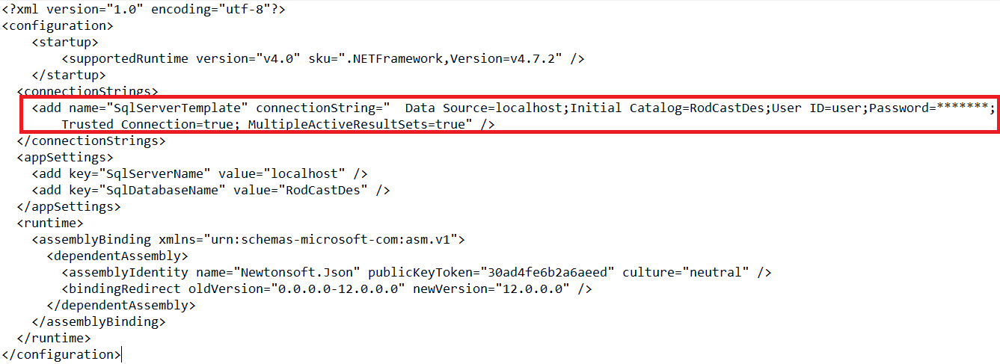 <?xml version="1.0" encoding="utf-8"?>
<configuration>
    <startup>
        <supportedRuntime version="v4.0" sku=".NETFramework,Version=v4.7.2" />
    </startup>
  <connectionStrings>
    <add name="SqlServerTemplate" connectionString="  Data Source=localhost;Initial Catalog=RodCastDes;User ID=user;Password=*******;
        Trusted_Connection=true; MultipleActiveResultSets=true" />
  </connectionStrings>
  <appSettings>
    <add key="SqlServerName" value="localhost" />
    <add key="SqlDatabaseName" value="RodCastDes" />
  </appSettings>
  <runtime>
    <assemblyBinding xmlns="urn:schemas-microsoft-com:asm.v1">
      <dependentAssembly>
        <assemblyIdentity name="Newtonsoft.Json" publicKeyToken="30ad4fe6b2a6aeed" culture="neutral" />
        <bindingRedirect oldVersion="0.0.0.0-12.0.0.0" newVersion="12.0.0.0" />
      </dependentAssembly>
    </assemblyBinding>
  </runtime>
</configuration>